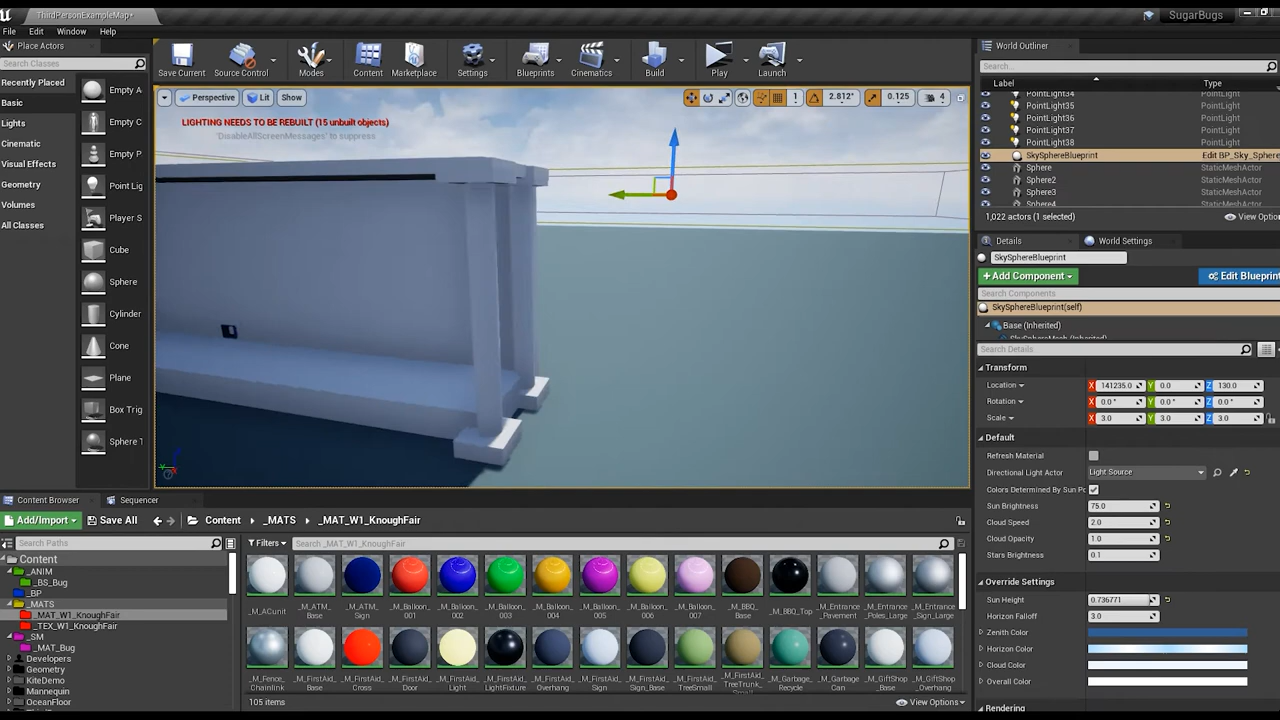 ThirdPersonExampleMap*
SugarBugs
File Edit Window Help
Place Actors
Search Classes
Recently Placed
Basic
Lights
Cinematic
Visual Effects
Geometry
Volumes
All Classes
Empty A
Empty C
Empty P
Point Lig
Player S
Cube
Sphere
Cylinder
Cone
Plane
Box Trig
Sphere T
Save Current
Source Control
Modes
Content
Marketplace
Settings
Blueprints
Cinematics
Build
Play
Launch
Perspective
Lit
Show
1
2.812°
0.125
4
LIGHTING NEEDS TO BE REBUILT (15 unbuilt objects)
'DisableAllScreenMessages' to suppress
World Outliner
Search...
Label Type
PointLight34
PointLight35
PointLight36
PointLight37
PointLight38
SkySphereBlueprint Edit BP_Sky_Sphere
Sphere StaticMeshActor
Sphere2 StaticMeshActor
Sphere3 StaticMeshActor
Sphere4
1,022 actors (1 selected)
View Optio
Details
World Settings
SkySphereBlueprint
+Add Component
Edit Blueprint
Search Components
SkySphereBlueprint(self)
Base (Inherited)
SkySphereMesh (Inherited)
Search Details
Transform
Location X 141235.0 Y 0.0 Z 130.0
Rotation X 0.0° Y 0.0° Z 0.0°
Scale X 3.0 Y 3.0 Z 3.0
Default
Refresh Material
Directional Light Actor Light Source
Colors Determined By Sun Po
Sun Brightness 75.0
Cloud Speed 2.0
Cloud Opacity 1.0
Stars Brightness 0.1
Override Settings
Sun Height 0.736771
Horizon Falloff 3.0
Zenith Color
Horizon Color
Cloud Color
Overall Color
Rendering
Content Browser
Sequencer
Add/Import
Save All
Content
_MATS
_MAT_W1_KnoughFair
Search Paths
Filters
Search _MAT_W1_KnoughFair
Content
_ANIM
_BS_Bug
_BP
_MATS
_MAT_W1_KnoughFair
_TEX_W1_KnoughFair
_SM
_MAT_Bug
Developers
Geometry
KiteDemo
Mannequin
OceanFloor
_M_ACunit
_M_ATM_Base
_M_ATM_Sign
_M_Balloon_001
_M_Balloon_002
_M_Balloon_003
_M_Balloon_004
_M_Balloon_005
_M_Balloon_006
_M_Balloon_007
_M_BBQ_Base
_M_BBQ_Top
_M_Entrance_Pavement
_M_Entrance_Poles_Large
_M_Entrance_Sign_Large
_M_Fence_Chainlink
_M_FirstAid_Base
_M_FirstAid_Cross
_M_FirstAid_Door
_M_FirstAid_Light
_M_FirstAid_LightFixture
_M_FirstAid_Overhang
_M_FirstAid_Sign
_M_FirstAid_Sign_Base
_M_FirstAid_TreeSmall
_M_FirstAid_TreeTrunk_Small
_M_Garbage_Recycle
_M_Garbage_Can
_M_GiftShop_Base
_M_GiftShop_Overhang
105 items
View Options